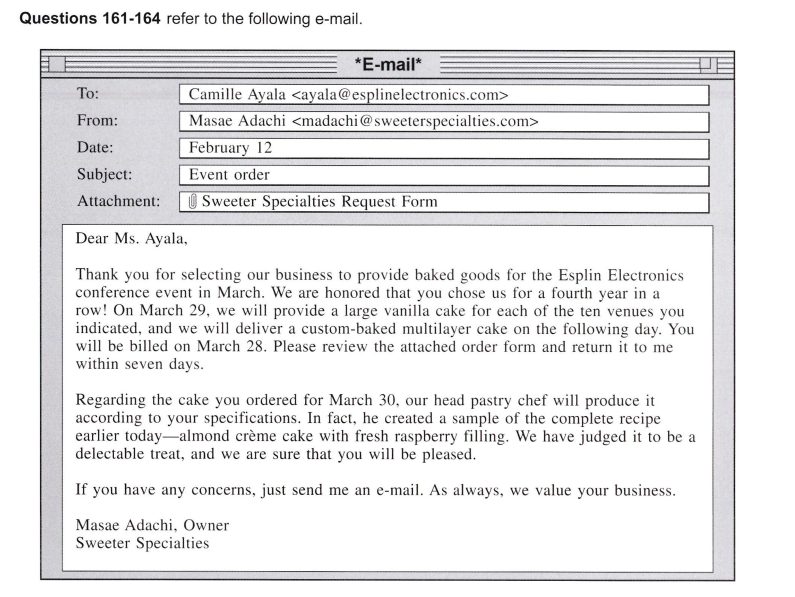 Questions 161-164 refer to the following e-mail.
*E-mail*
To: Camille Ayala <ayala@esplinelectronics.com>
From: Masae Adachi <madachi@sweeterspecialties.com>
Date: February 12
Subject: Event order
Attachment: Sweeter Specialties Request Form
Dear Ms. Ayala,
Thank you for selecting our business to provide baked goods for the Esplin Electronics
conference event in March. We are honored that you chose us for a fourth year in a
row! On March 29, we will provide a large vanilla cake for each of the ten venues you
indicated, and we will deliver a custom-baked multilayer cake on the following day. You
will be billed on March 28. Please review the attached order form and return it to me
within seven days.
Regarding the cake you ordered for March 30, our head pastry chef will produce it
according to your specifications. In fact, he created a sample of the complete recipe
earlier today—almond crème cake with fresh raspberry filling. We have judged it to be a
delectable treat, and we are sure that you will be pleased.
If you have any concerns, just send me an e-mail. As always, we value your business.
Masae Adachi, Owner
Sweeter Specialties